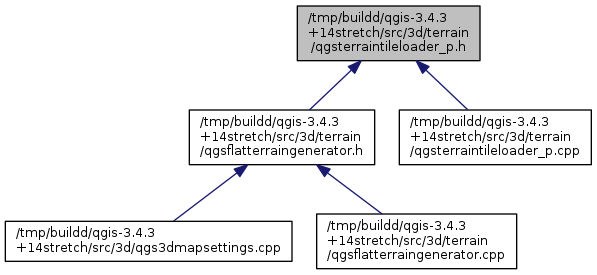 /tmp/buildd/qgis-3.4.3
+14stretch/src/3d/terrain
/qgsterraintileloader_p.h
/tmp/buildd/qgis-3.4.3
+14stretch/src/3d/terrain
/qgsflatterraingenerator.h
/tmp/buildd/qgis-3.4.3
+14stretch/src/3d/terrain
/qgsterraintileloader_p.cpp
/tmp/buildd/qgis-3.4.3
+14stretch/src/3d/qgs3dmapsettings.cpp
/tmp/buildd/qgis-3.4.3
+14stretch/src/3d/terrain
/qgsflatterraingenerator.cpp